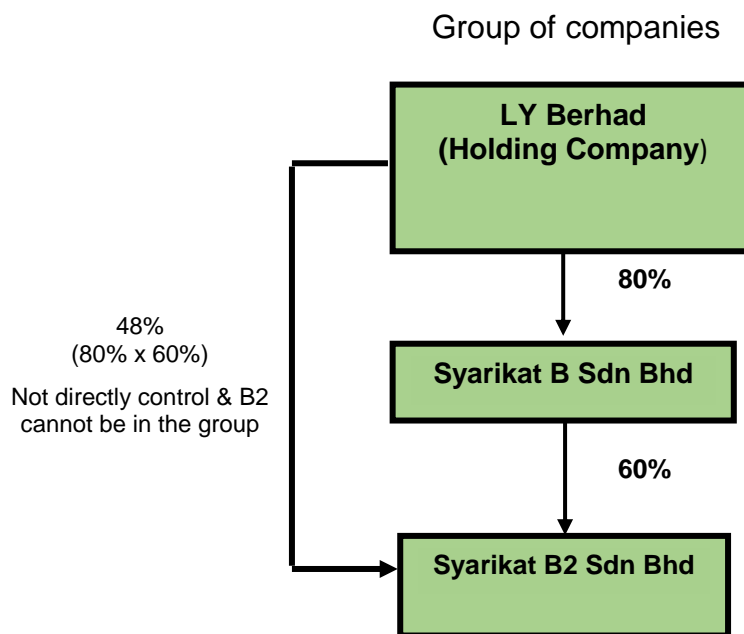 Group of companies
LY Berhad
(Holding Company)
80%
48%
(80% x 60%)
Not directly control & B2
cannot be in the group
Syarikat B Sdn Bhd
60%
Syarikat B2 Sdn Bhd